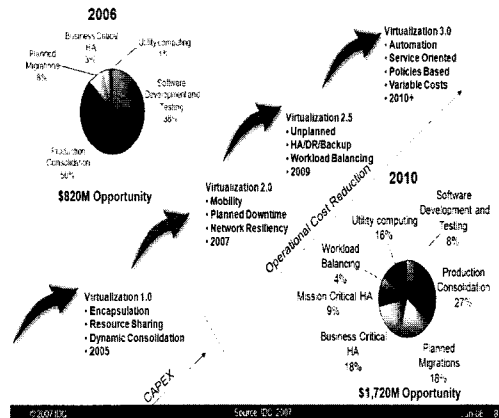 2006
Business Critical
HA
Utility computing
1%
Planned
Migrations
Software
Development and
Testing
Production
Consolidation
$820M Opportunity
Virtualization 3.0
• Automation
• Service Oriented
• Policies Based
• Variable Costs
• 2010+
Virtualization 2.5
• Unplanned
• HA/DR/Backup
• Workload Balancing
• 2009
Virtualization 2.0
• Mobility
• Planned Downtime
• Network Resiliency
• 2007
Virtualization 1.0
• Encapsulation
• Resource Sharing
• Dynamic Consolidation
• 2005
CAPEX
Operational Cost Reduction
2010
Utility computing
16%
Software
Development and
Testing
8%
Workload
Balancing
4%
Production
Consolidation
27%
Mission Critical HA
9%
Business Critical
HA
18%
Planned
Migrations
18%
$1,720M Opportunity
©2007 IDC
Source: IDC, 2007